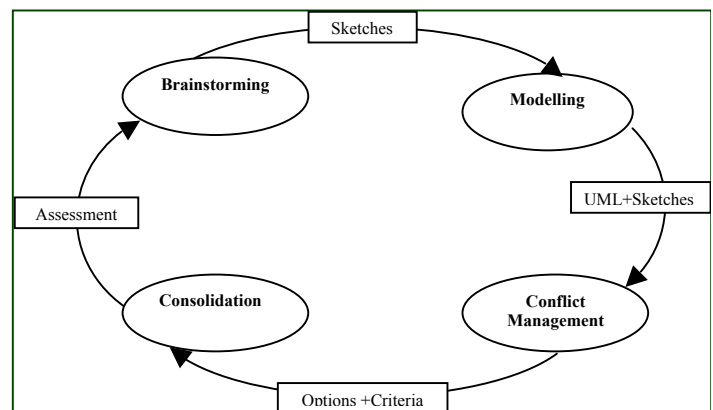 Sketches
Brainstorming
Modelling
UML+Sketches
Conflict
Management
Options +Criteria
Consolidation
Assessment